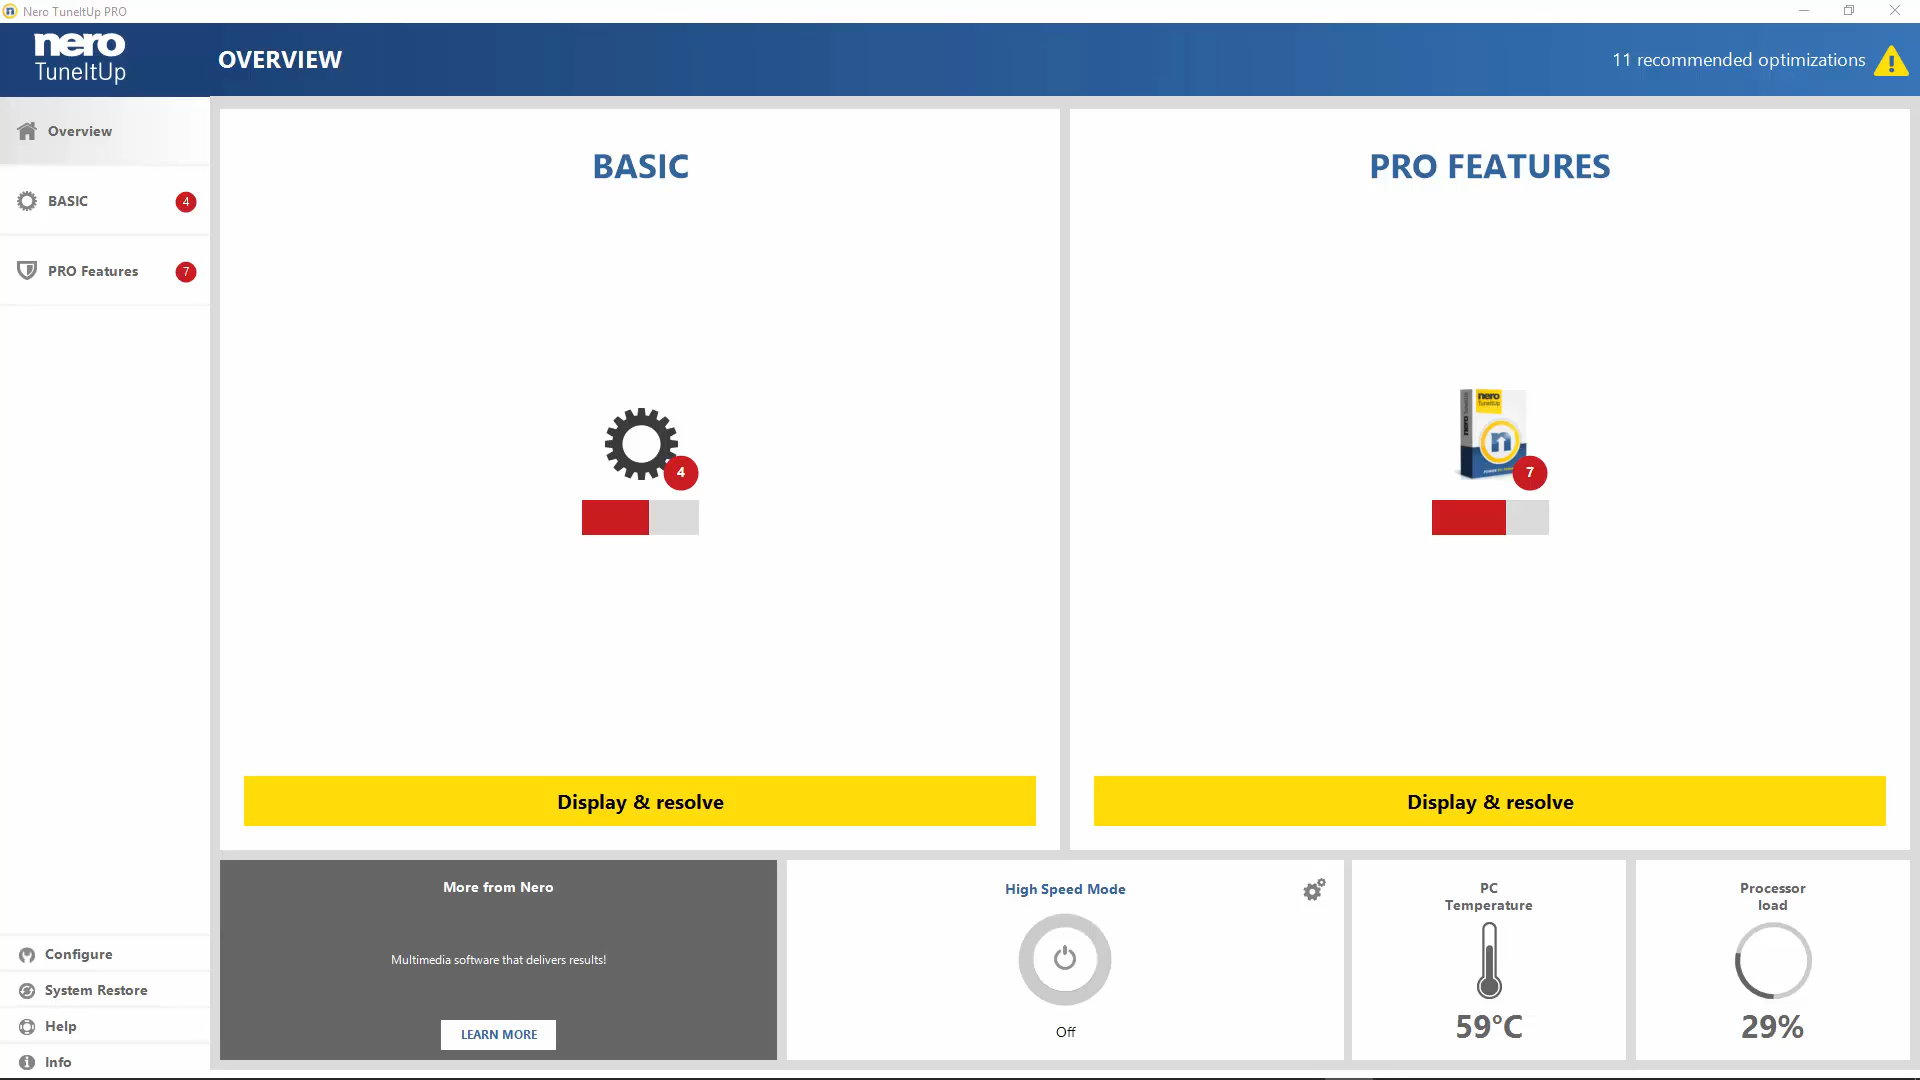 Nero TuneItUp PRO
nero
TuneItUp
OVERVIEW
11 recommended optimizations
Overview
BASIC
4
PRO Features
7
BASIC
4
Display & resolve
PRO FEATURES
nero
TuneItUp
7
Display & resolve
More from Nero
Multimedia software that delivers results!
LEARN MORE
High Speed Mode
Off
PC
Temperature
59°C
Processor
load
29%
Configure
System Restore
Help
Info